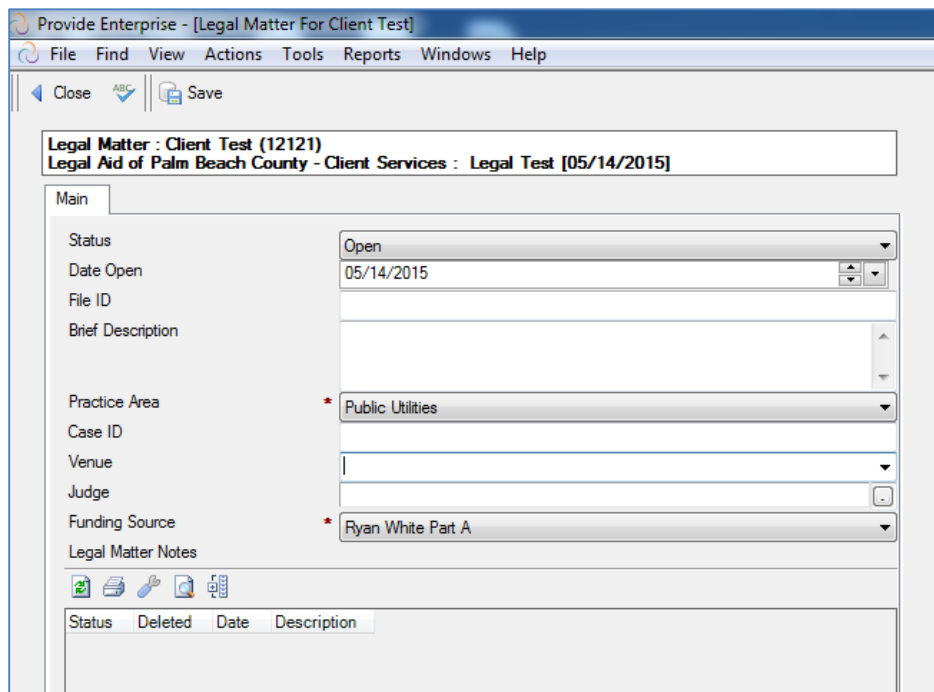 Provide Enterprise - [Legal Matter For Client Test]
File Find View Actions Tools Reports Windows Help
Close ABC Save
Legal Matter : Client Test (12121)
Legal Aid of Palm Beach County - Client Services : Legal Test [05/14/2015]
Main
Status Open
Date Open 05/14/2015
File ID
Brief Description
Practice Area * Public Utilities
Case ID
Venue
Judge .
Funding Source * Ryan White Part A
Legal Matter Notes
Status Deleted Date Description